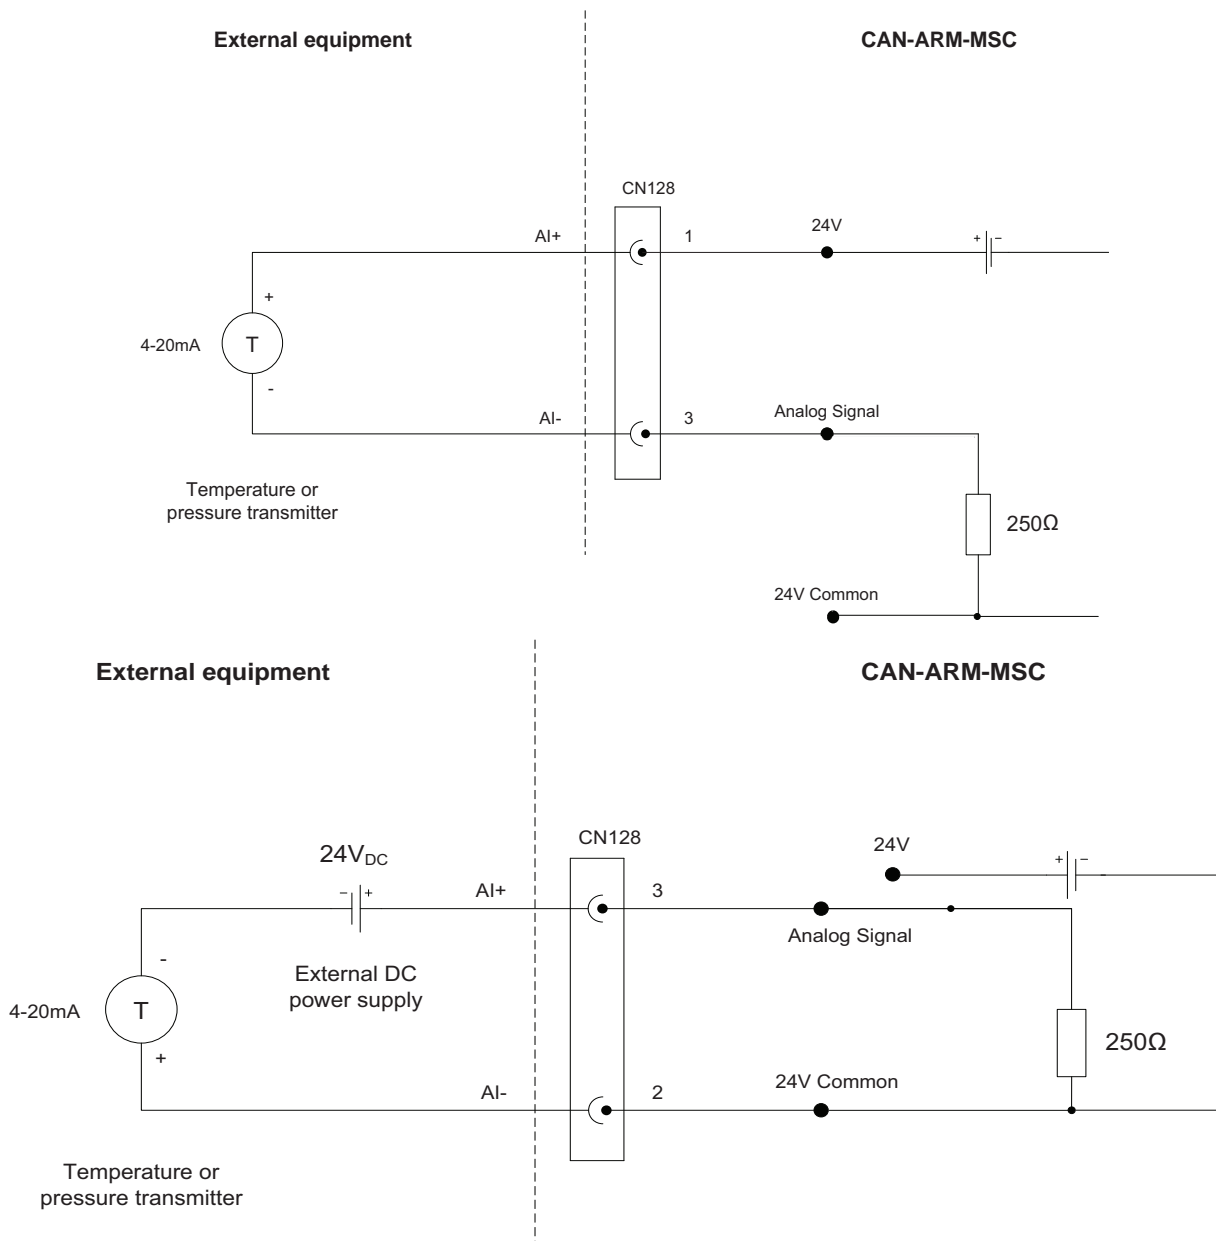 External equipment
CAN-ARM-MSC
CN128
AI+
1
24V
+ −
+
4-20mA
T
-
AI-
3
Analog Signal
Temperature or
pressure transmitter
250Ω
24V Common
External equipment
CAN-ARM-MSC
CN128
24V
+ −
24VDC
− +
AI+
3
Analog Signal
-
External DC
power supply
4-20mA
T
250Ω
+
AI-
2
24V Common
Temperature or
pressure transmitter